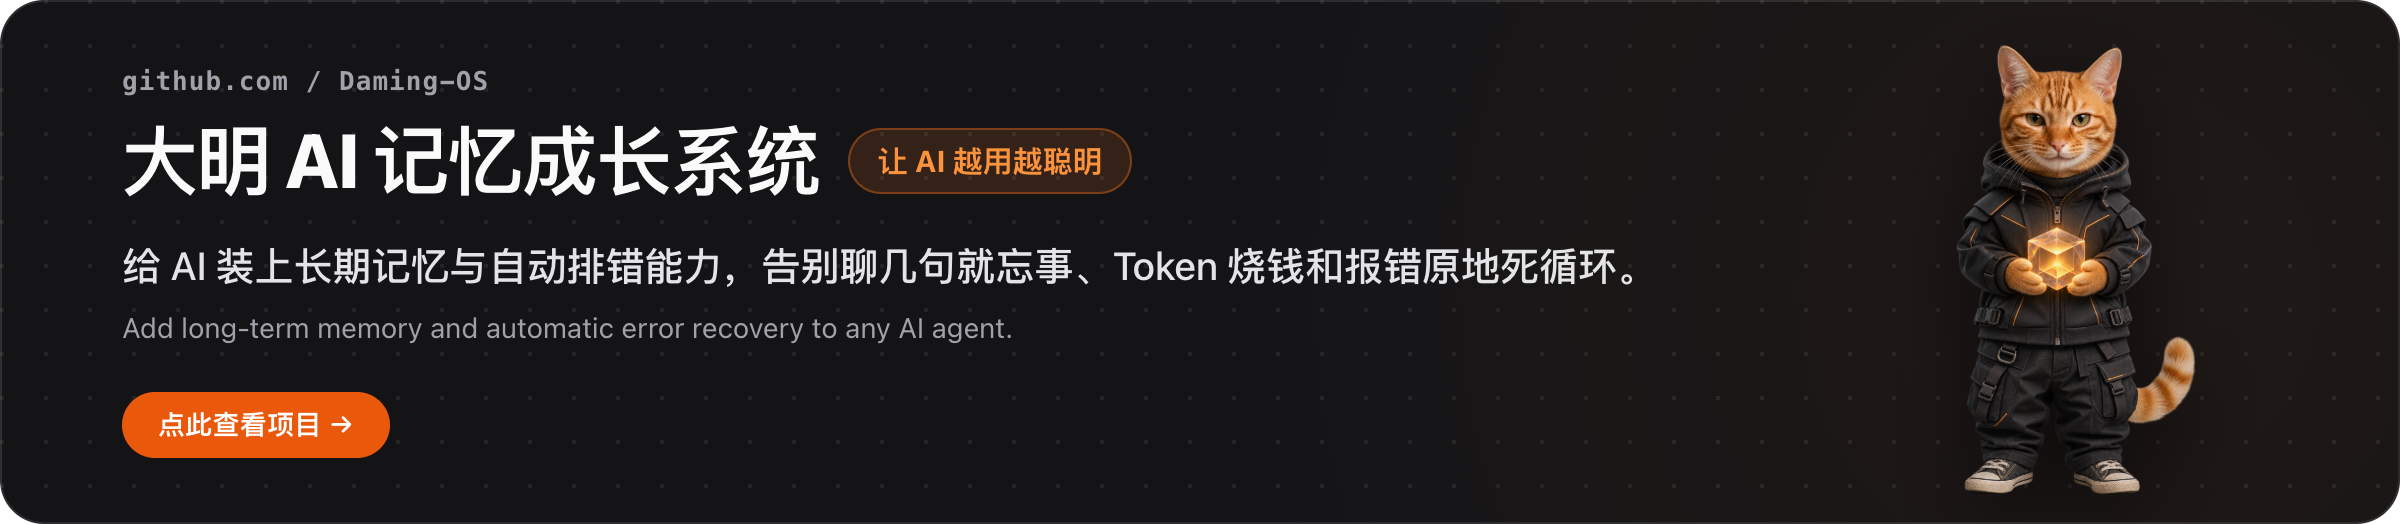 github.com / Daming-OS
大明 AI 记忆成长系统
让 AI 越用越聪明
给 AI 装上长期记忆与自动排错能力，告别聊几句就忘事、Token 烧钱和报错原地死循环。
Add long-term memory and automatic error recovery to any AI agent.
点此查看项目 →